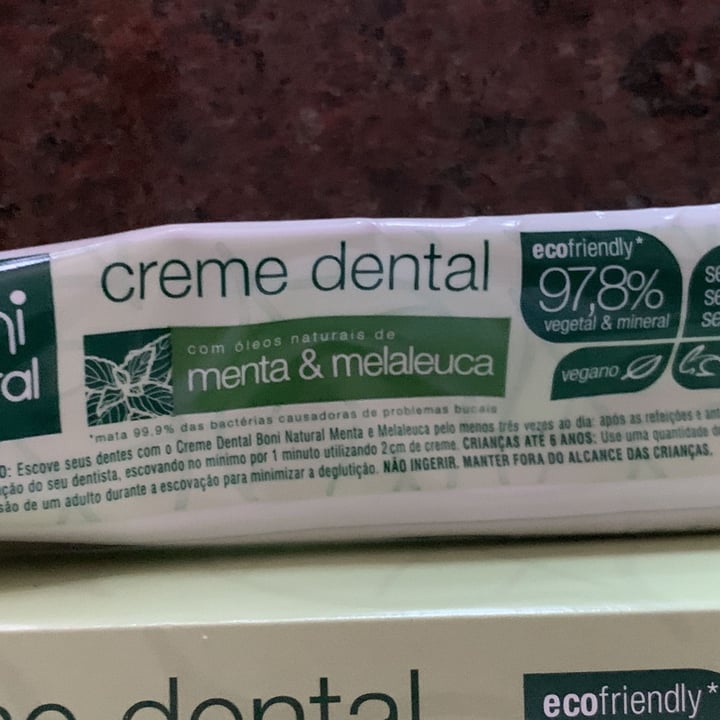 ni
ral
creme dental
com óleos naturais de
menta & melaleuca
*mata 99.9% das bactérias causadoras de problemas bucais
ecofriendly*
97,8%
vegetal & mineral
vegano
O: Escove seus dentes com o Creme Dental Boni Natural Menta e Melaleuca pelo menos três vezes ao dia: após as refeições e an
ção do seu dentista, escovando no mínimo por 1 minuto utilizando 2cm de creme. CRIANÇAS ATÉ 6 ANOS: Use uma quantidade d
são de um adulto durante a escovação para minimizar a deglutição. NÃO INGERIR. MANTER FORA DO ALCANCE DAS CRIANÇAS.
dental
ecofriendly*